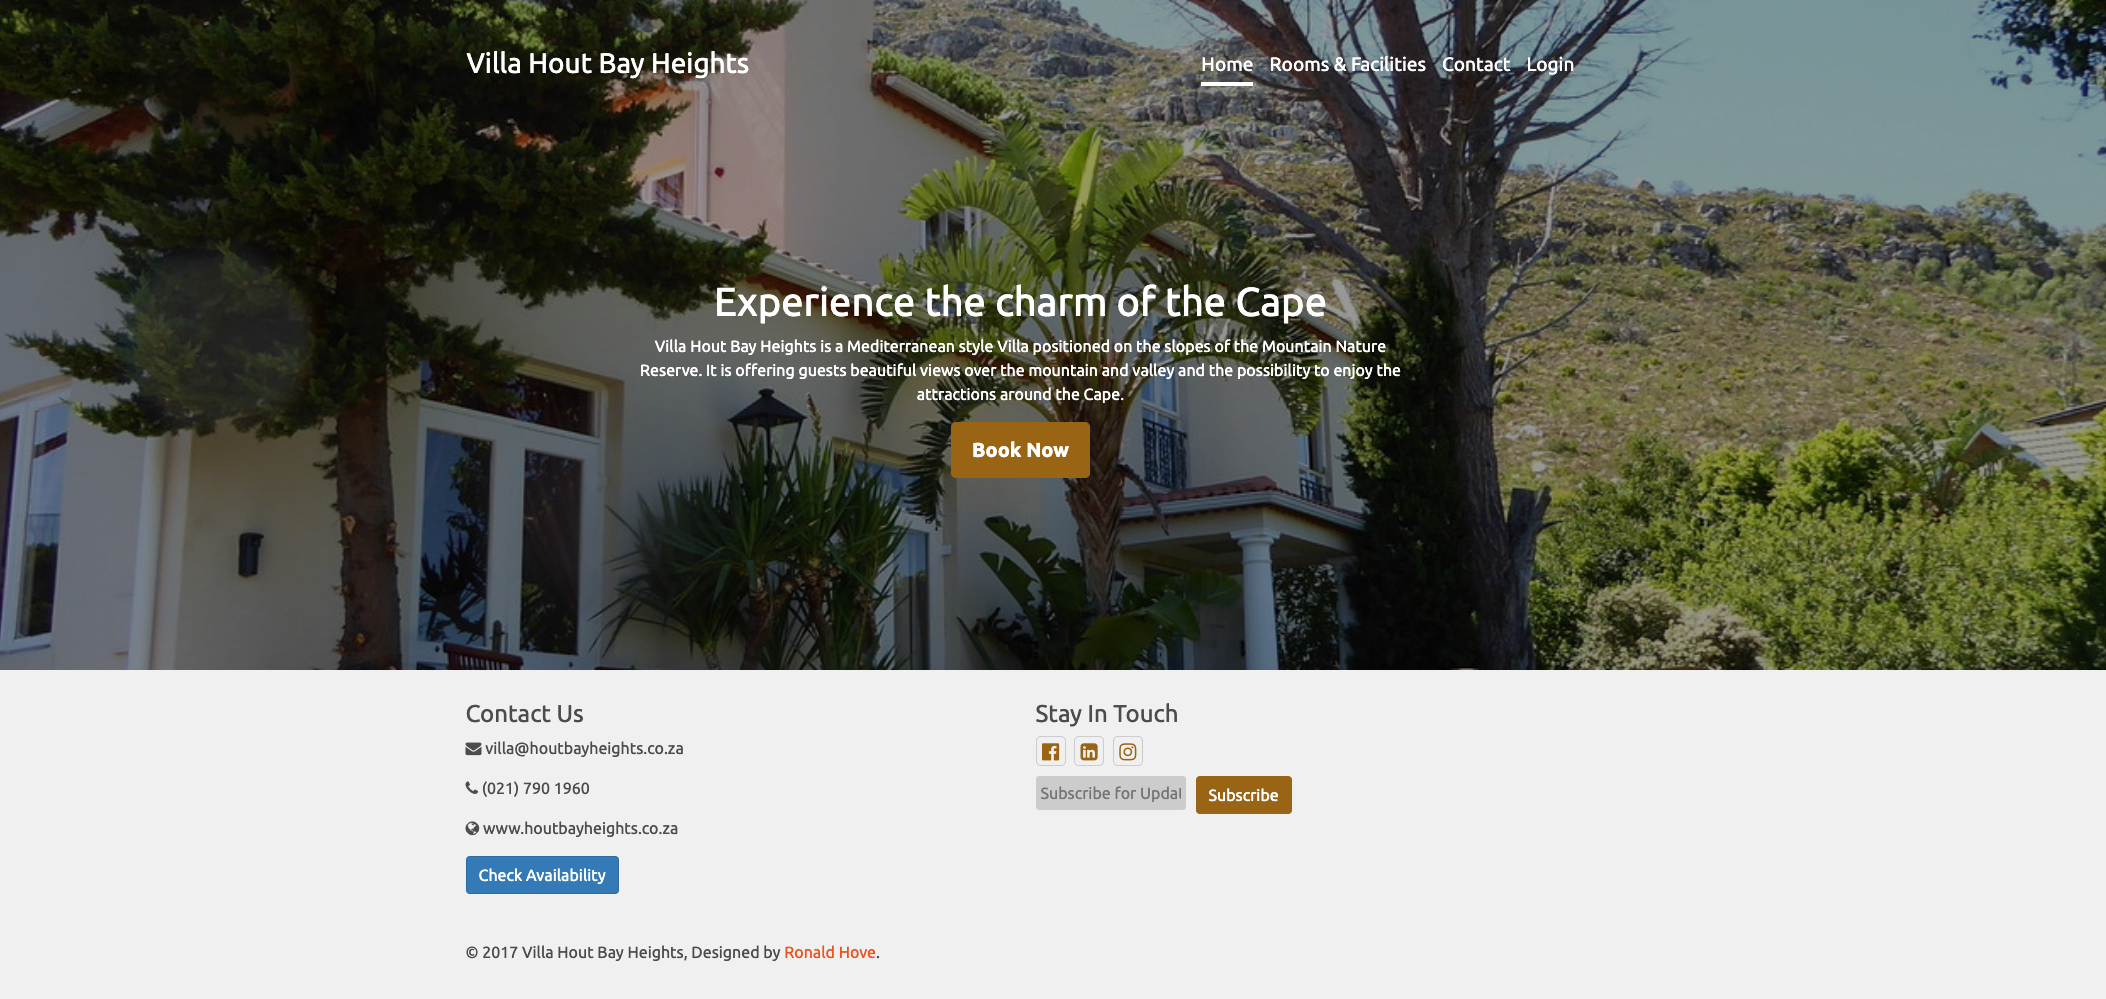 Villa Hout Bay Heights
Home Rooms & Facilities Contact Login
Experience the charm of the Cape
Villa Hout Bay Heights is a Mediterranean style Villa positioned on the slopes of the Mountain Nature
Reserve. It is offering guests beautiful views over the mountain and valley and the possibility to enjoy the
attractions around the Cape.
Book Now
Contact Us
villa@houtbayheights.co.za
(021) 790 1960
www.houtbayheights.co.za
Check Availability
Stay In Touch
Subscribe for Updat
Subscribe
© 2017 Villa Hout Bay Heights, Designed by Ronald Hove.